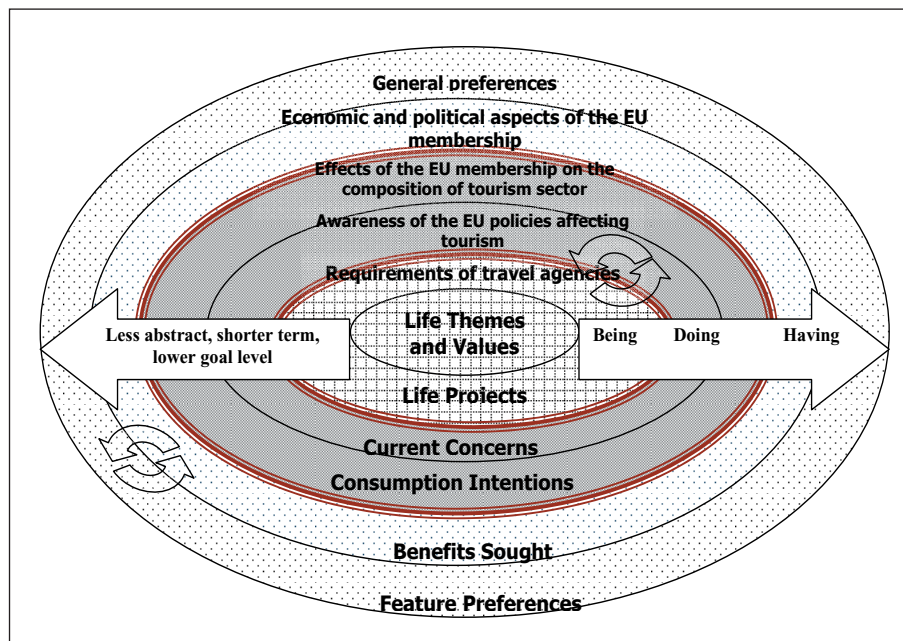 General preferences
Economic and political aspects of the EU
membership
Effects of the EU membership on the
composition of tourism sector
Awareness of the EU policies affecting
tourism
Requirements of travel agencies
Less abstract, shorter term,
lower goal level
Life Themes
and Values
Being Doing Having
Life Projects
Current Concerns
Consumption Intentions
Benefits Sought
Feature Preferences